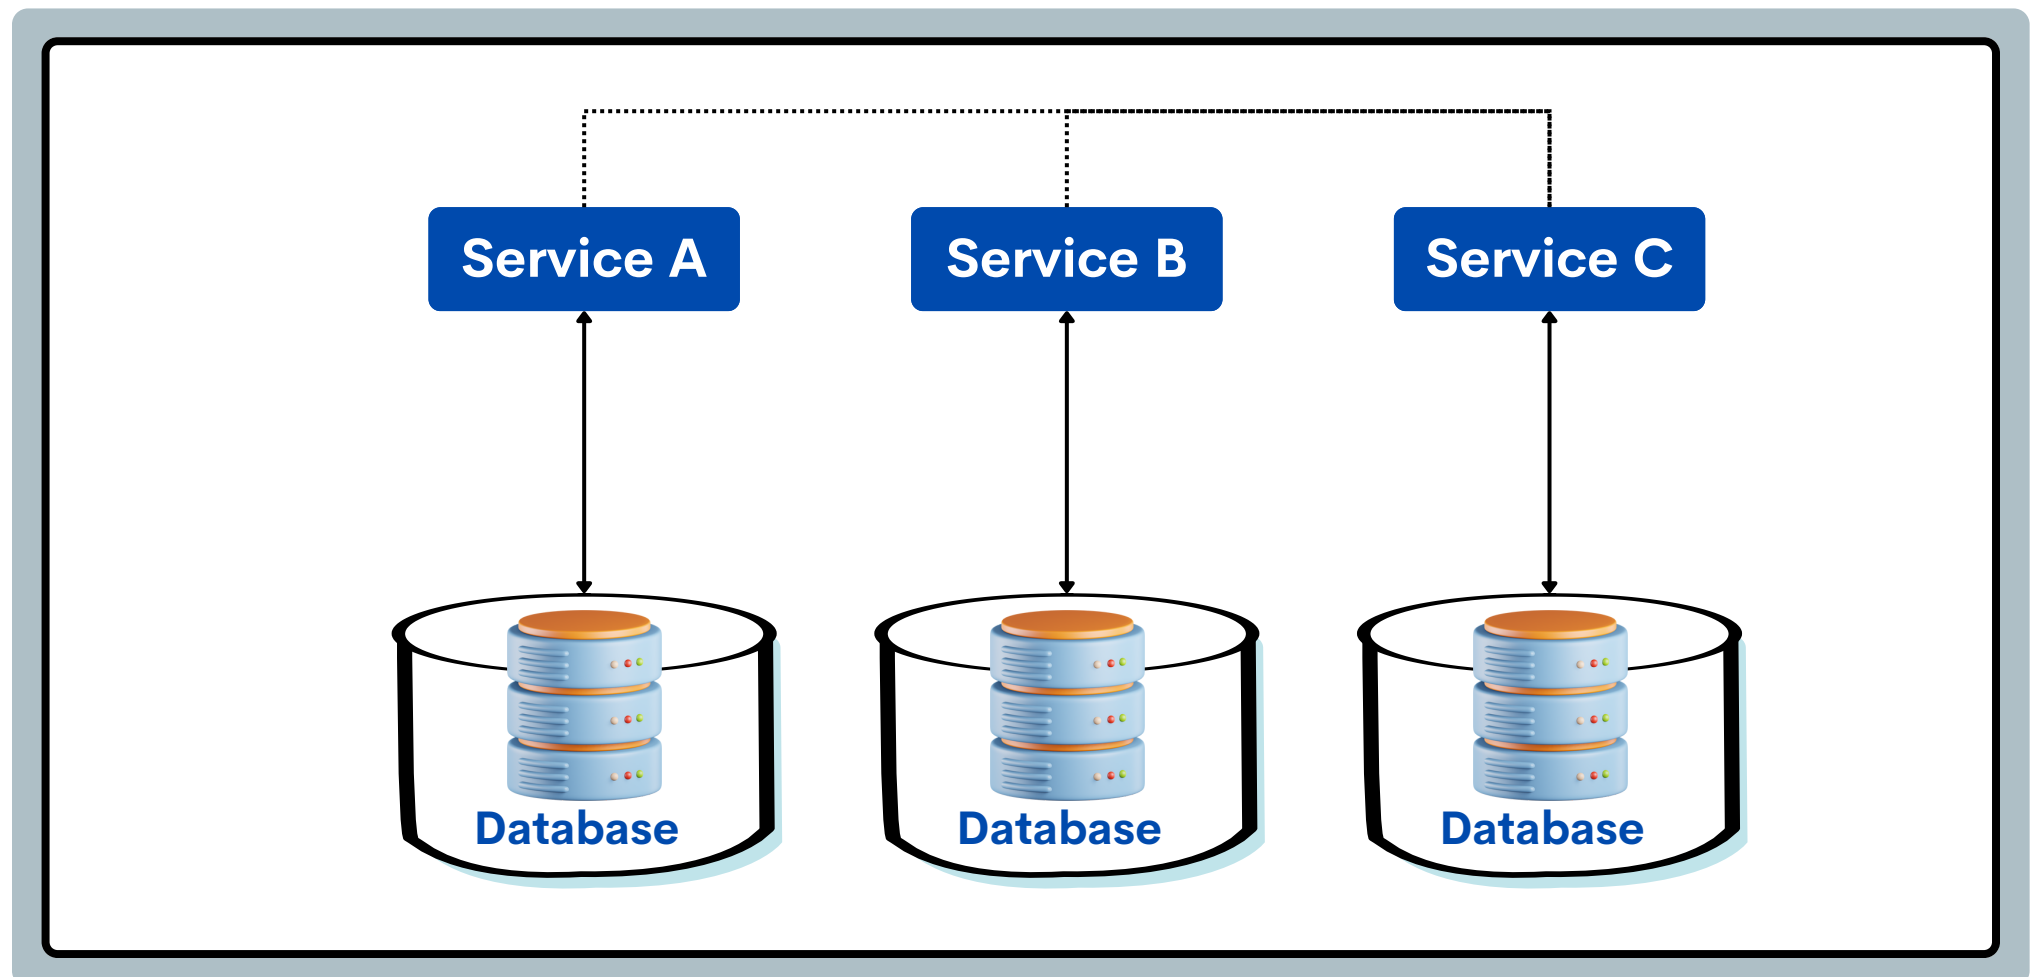 Service A
Service B
Service C
Database
Database
Database